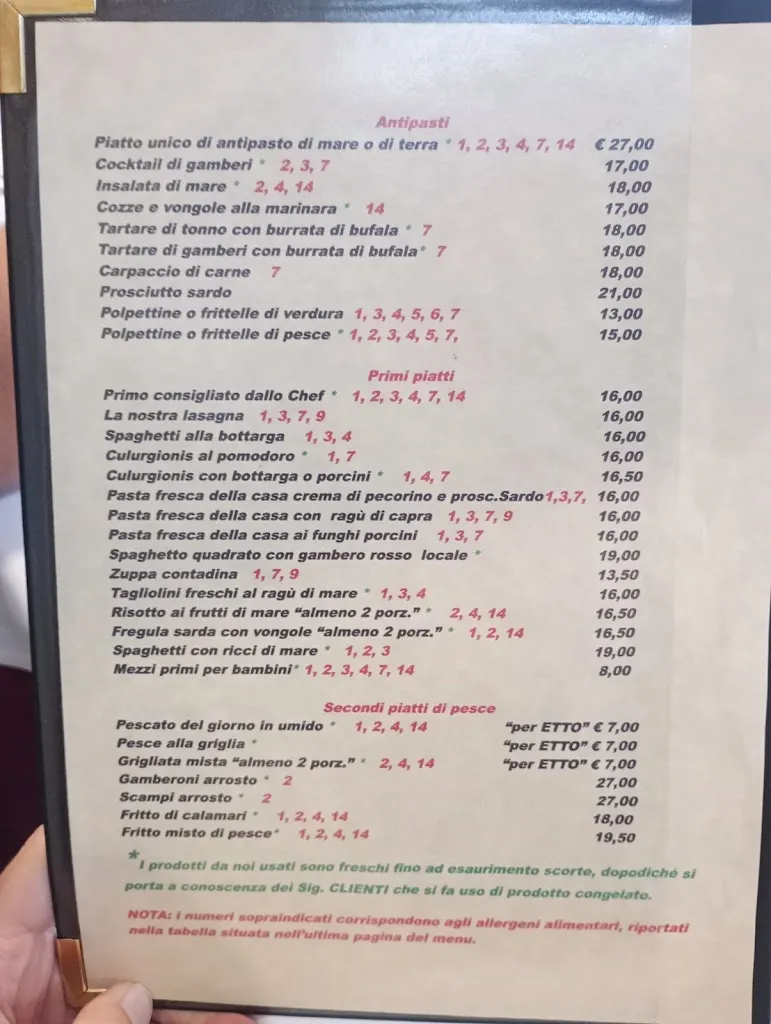 Antipasti
Piatto unico di antipasto di mare o di terra * 1, 2, 3, 4, 7, 14 € 27,00
Cocktail di gamberi * 2, 3, 7 17,00
Insalata di mare * 2, 4, 14 18,00
Cozze e vongole alla marinara * 14 17,00
Tartare di tonno con burrata di bufala * 7 18,00
Tartare di gamberi con burrata di bufala* 7 18,00
Carpaccio di carne 7 18,00
Prosciutto sardo 21,00
Polpettine o frittelle di verdura 1, 3, 4, 5, 6, 7 13,00
Polpettine o frittelle di pesce * 1, 2, 3, 4, 5, 7, 15,00
Primi piatti
Primo consigliato dallo Chef * 1, 2, 3, 4, 7, 14 16,00
La nostra lasagna 1, 3, 7, 9 16,00
Spaghetti alla bottarga 1, 3, 4 16,00
Culurgionis al pomodoro * 1, 7 16,00
Culurgionis con bottarga o porcini * 1, 4, 7 16,50
Pasta fresca della casa crema di pecorino e prosc.Sardo 1,3,7, 16,00
Pasta fresca della casa con ragù di capra 1, 3, 7, 9 16,00
Pasta fresca della casa ai funghi porcini 1, 3, 7 16,00
Spaghetto quadrato con gambero rosso locale * 19,00
Zuppa contadina 1, 7, 9 13,50
Tagliolini freschi al ragù di mare * 1, 3, 4 16,00
Risotto ai frutti di mare “almeno 2 porz.” * 2, 4, 14 16,50
Fregula sarda con vongole “almeno 2 porz.” * 1, 2, 14 16,50
Spaghetti con ricci di mare * 1, 2, 3 19,00
Mezzi primi per bambini* 1, 2, 3, 4, 7, 14 8,00
Secondi piatti di pesce
Pescato del giorno in umido * 1, 2, 4, 14 “per ETTO” € 7,00
Pesce alla griglia * “per ETTO” € 7,00
Grigliata mista “almeno 2 porz.” * 2, 4, 14 “per ETTO” € 7,00
Gamberoni arrosto * 2 27,00
Scampi arrosto * 2 27,00
Fritto di calamari * 1, 2, 4, 14 18,00
Fritto misto di pesce* 1, 2, 4, 14 19,50
* I prodotti da noi usati sono freschi fino ad esaurimento scorte, dopodichè si
porta a conoscenza dei Sig. CLIENTI che si fa uso di prodotto congelato.
NOTA: i numeri sopraindicati corrispondono agli allergeni alimentari, riportati
nella tabella situata nell'ultima pagina del menu.